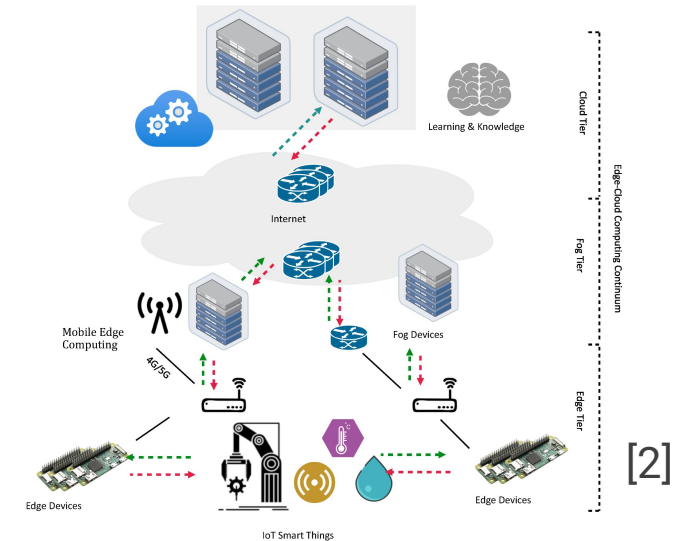 Learning & Knowledge
Cloud Tier
Internet
Edge-Cloud Computing Continuum
Fog Tier
Fog Devices
Mobile Edge
Computing
4G/5G
Edge Tier
°C
[2]
Edge Devices
Edge Devices
IoT Smart Things